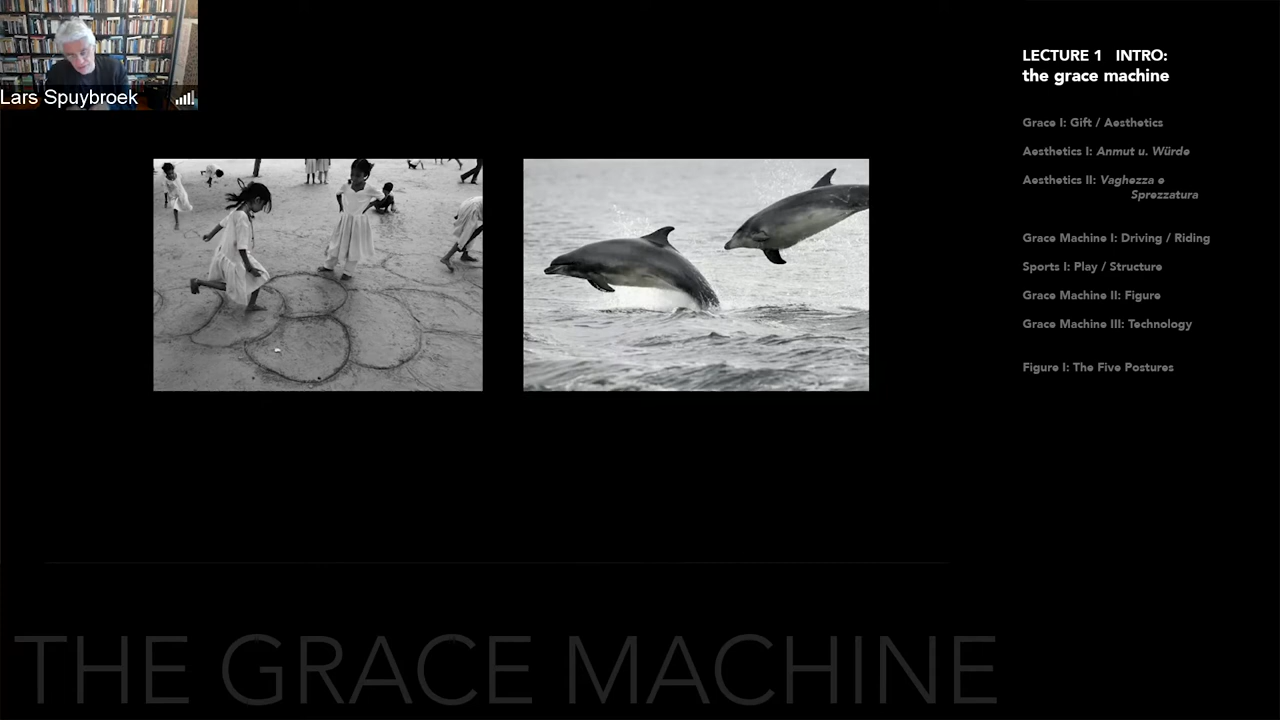 Lars Spuybroek
LECTURE 1 INTRO:
the grace machine
Grace I: Gift / Aesthetics
Aesthetics I: Anmut u. Würde
Aesthetics II: Vaghezza e
Sprezzatura
Grace Machine I: Driving / Riding
Sports I: Play / Structure
Grace Machine II: Figure
Grace Machine III: Technology
Figure I: The Five Postures
THE GRACE MACHINE